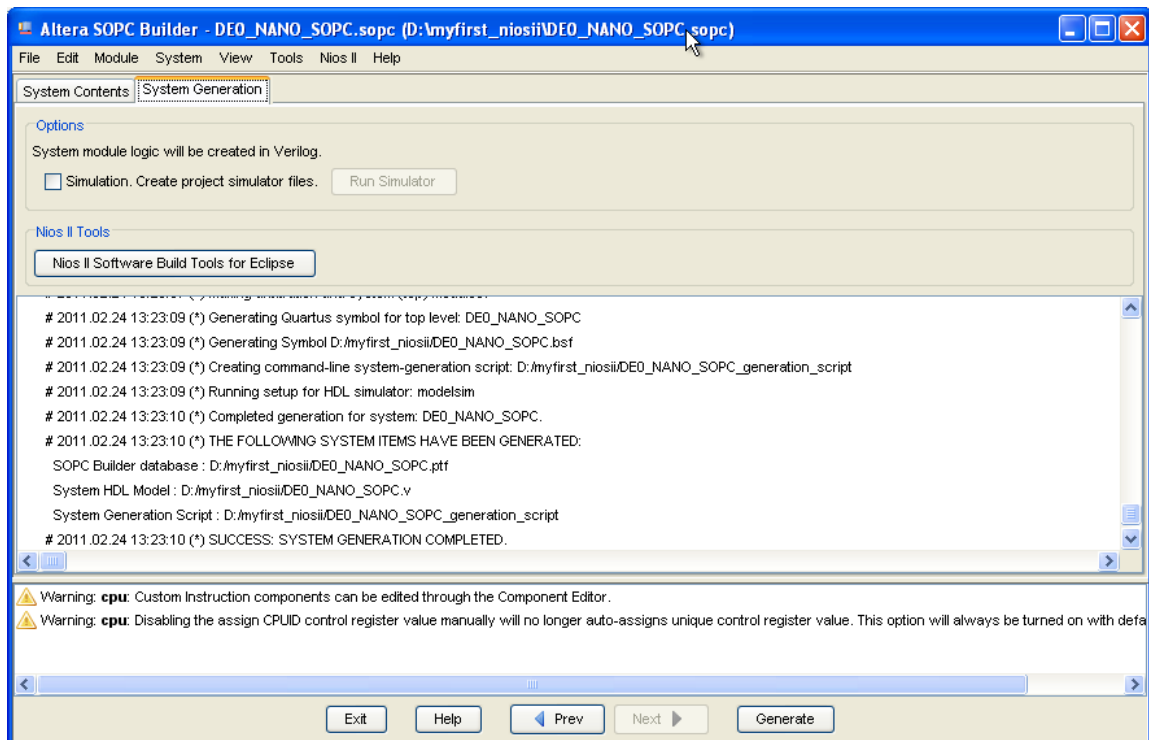 Altera SOPC Builder - DE0_NANO_SOPC.sopc (D:\myfirst_niosii\DE0_NANO_SOPC.sopc)
File Edit Module System View Tools Nios II Help
System Contents System Generation
Options
System module logic will be created in Verilog.
Simulation. Create project simulator files. Run Simulator
Nios II Tools
Nios II Software Build Tools for Eclipse
# 2011.02.24 13:23:09 (*) Generating Quartus symbol for top level: DE0_NANO_SOPC
# 2011.02.24 13:23:09 (*) Generating Symbol D:/myfirst_niosii/DE0_NANO_SOPC.bsf
# 2011.02.24 13:23:09 (*) Creating command-line system-generation script: D:/myfirst_niosii/DE0_NANO_SOPC_generation_script
# 2011.02.24 13:23:09 (*) Running setup for HDL simulator: modelsim
# 2011.02.24 13:23:10 (*) Completed generation for system: DE0_NANO_SOPC.
# 2011.02.24 13:23:10 (*) THE FOLLOWING SYSTEM ITEMS HAVE BEEN GENERATED:
SOPC Builder database : D:/myfirst_niosii/DE0_NANO_SOPC.ptf
System HDL Model : D:/myfirst_niosii/DE0_NANO_SOPC.v
System Generation Script : D:/myfirst_niosii/DE0_NANO_SOPC_generation_script
# 2011.02.24 13:23:10 (*) SUCCESS: SYSTEM GENERATION COMPLETED.
Warning: cpu: Custom Instruction components can be edited through the Component Editor.
Warning: cpu: Disabling the assign CPUID control register value manually will no longer auto-assigns unique control register value. This option will always be turned on with defa
Exit Help Prev Next Generate